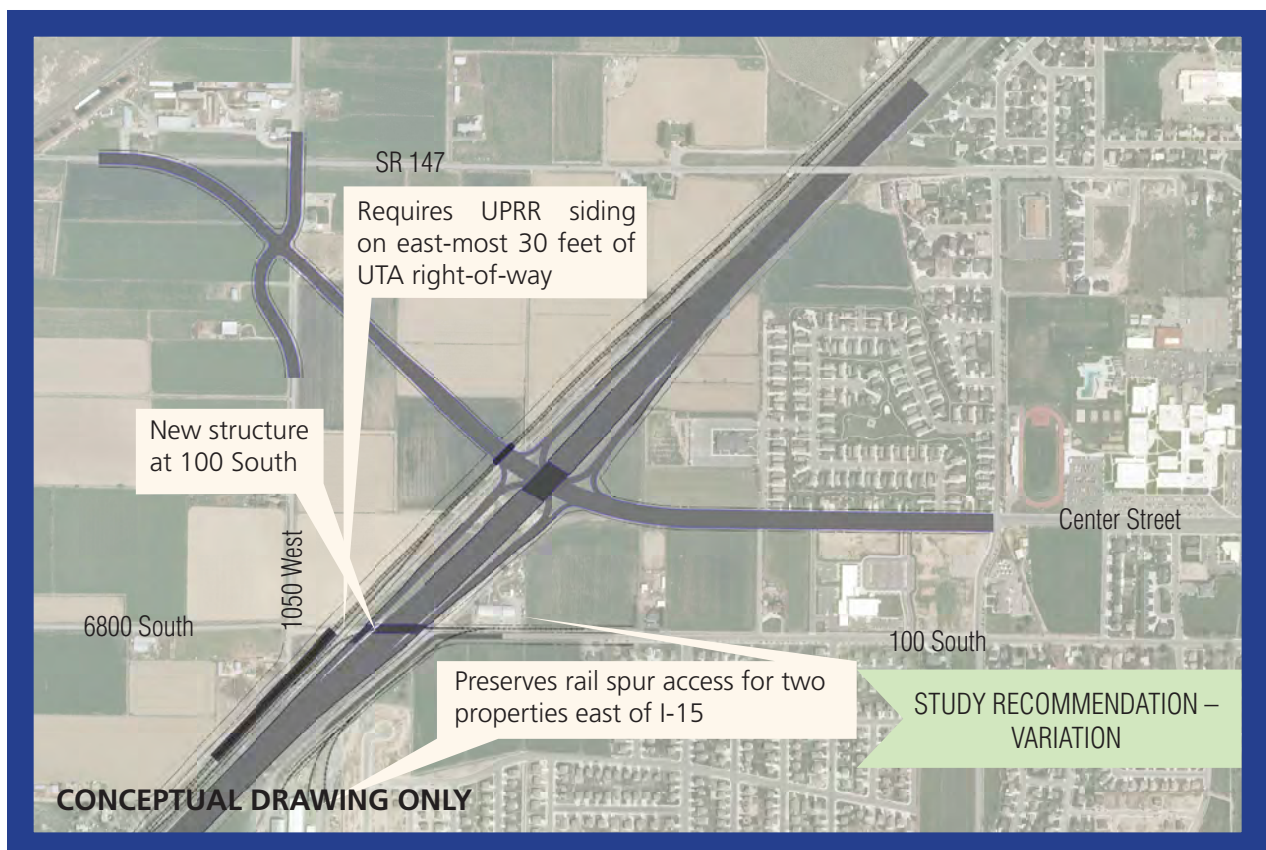 SR 147
Requires UPRR siding
on east-most 30 feet of
UTA right-of-way
New structure
at 100 South
1050 West
Center Street
6800 South
100 South
Preserves rail spur access for two
properties east of I-15
STUDY RECOMMENDATION –
VARIATION
CONCEPTUAL DRAWING ONLY